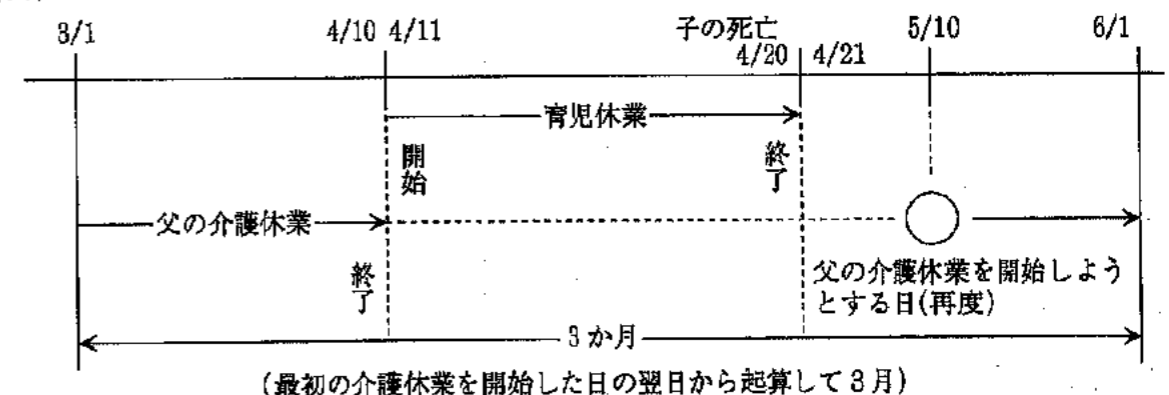 3/1 4/10 4/11 子の死亡 5/10 6/1
4/20 4/21
育児休業
開始
終了
父の介護休業
終了
父の介護休業を開始しよう
とする日(再度)
3か月
(最初の介護休業を開始した日の翌日から起算して3月)